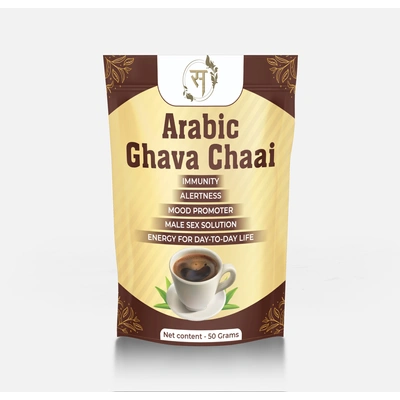 स
Arabic
Ghava Chaai
IMMUNITY
ALERTNESS
MOOD PROMOTER
MALE SEX SOLUTION
ENERGY FOR DAY-TO-DAY LIFE
Net content - 50 Grams